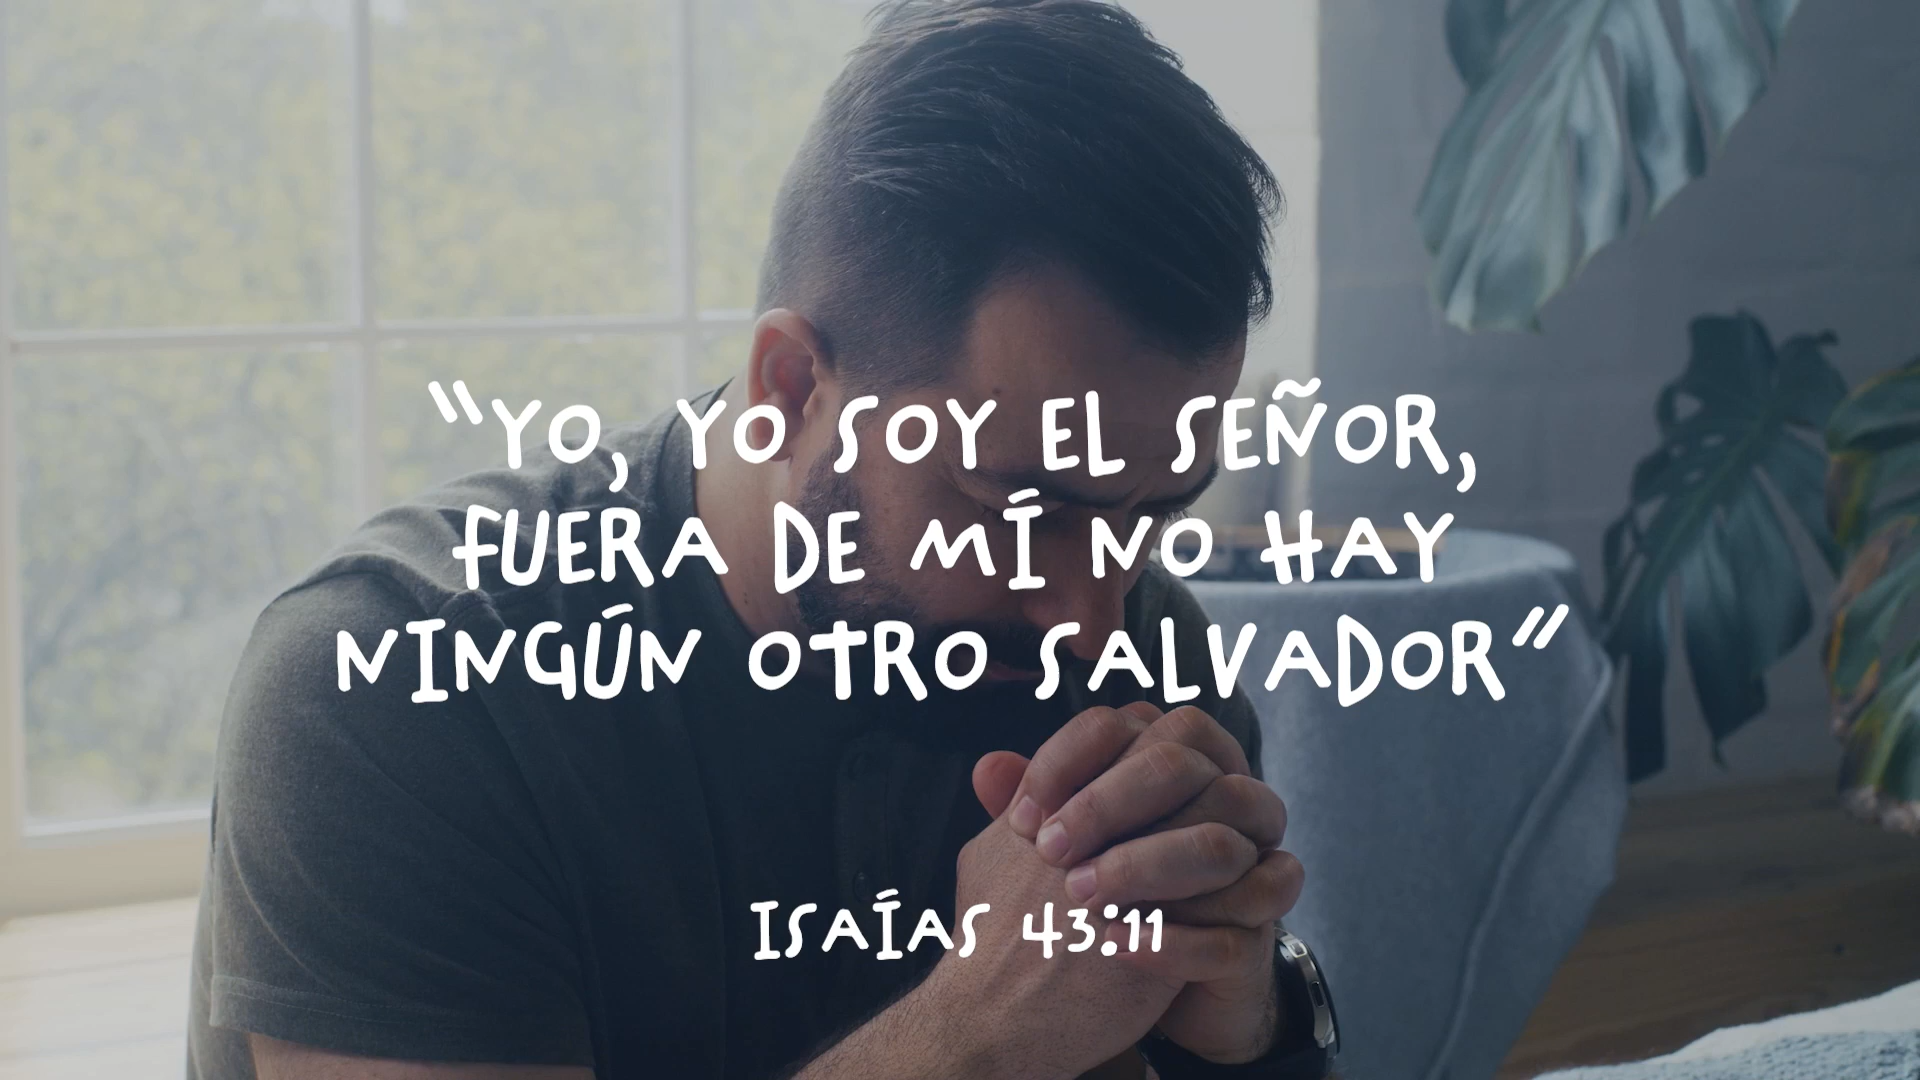 “YO, YO SOY EL SEÑOR,
FUERA DE MÍ NO HAY
NINGÚN OTRO SALVADOR”
ISAÍAS 43:11